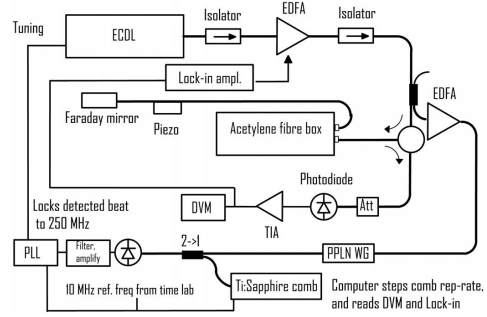 Tuning
ECDL
Isolator
EDFA
Isolator
Lock-in ampl.
EDFA
Faraday mirror
Piezo
Acetylene fibre box
Photodiode
DVM
TIA
Att
Locks detected beat
to 250 MHz
PLL
Filter,
amplify
2->1
PPLN WG
10 MHz ref. freq from time lab
Ti:Sapphire comb
Computer steps comb rep-rate,
and reads DVM and Lock-in